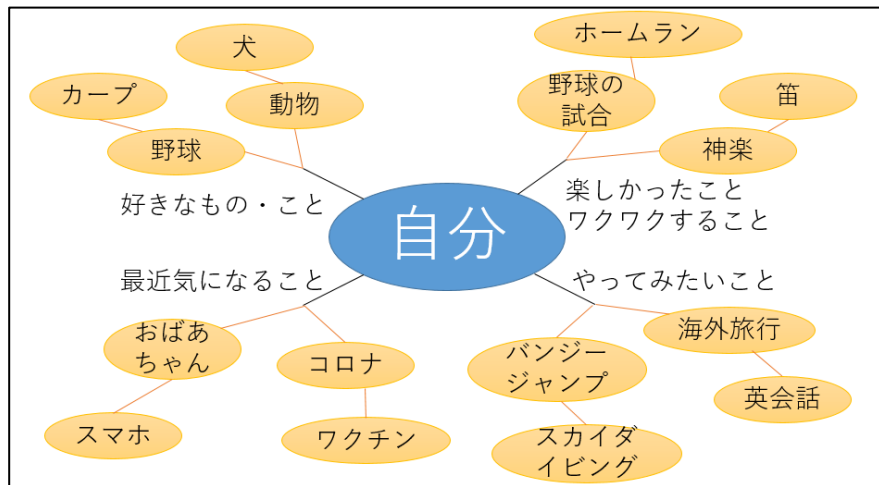 ホームラン
犬
カープ
動物
野球の
試合
笛
野球
神楽
好きなもの・こと
楽しかったこと
ワクワクすること
自分
最近気になること
やってみたいこと
おばあ
ちゃん
コロナ
バンジー
ジャンプ
海外旅行
スマホ
ワクチン
スカイダ
イビング
英会話